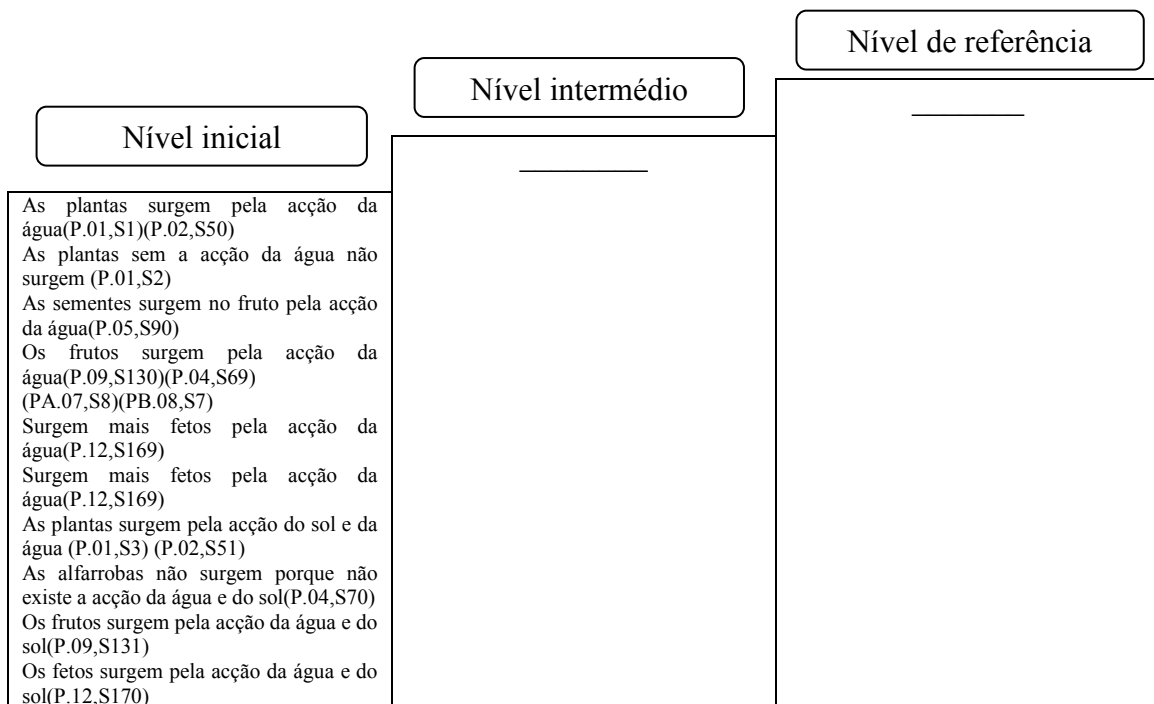 Nível de referência
Nível intermédio
Nível inicial
As plantas surgem pela acção da
água(P.01,S1)(P.02,S50)
As plantas sem a acção da água não
surgem (P.01,S2)
As sementes surgem no fruto pela acção
da água(P.05,S90)
Os frutos surgem pela acção da
água(P.09,S130)(P.04,S69)
(PA.07,S8)(PB.08,S7)
Surgem mais fetos pela acção da
água(P.12,S169)
Surgem mais fetos pela acção da
água(P.12,S169)
As plantas surgem pela acção do sol e da
água (P.01,S3) (P.02,S51)
As alfarrobas não surgem porque não
existe a acção da água e do sol(P.04,S70)
Os frutos surgem pela acção da água e do
sol(P.09,S131)
Os fetos surgem pela acção da água e do
sol(P.12,S170)